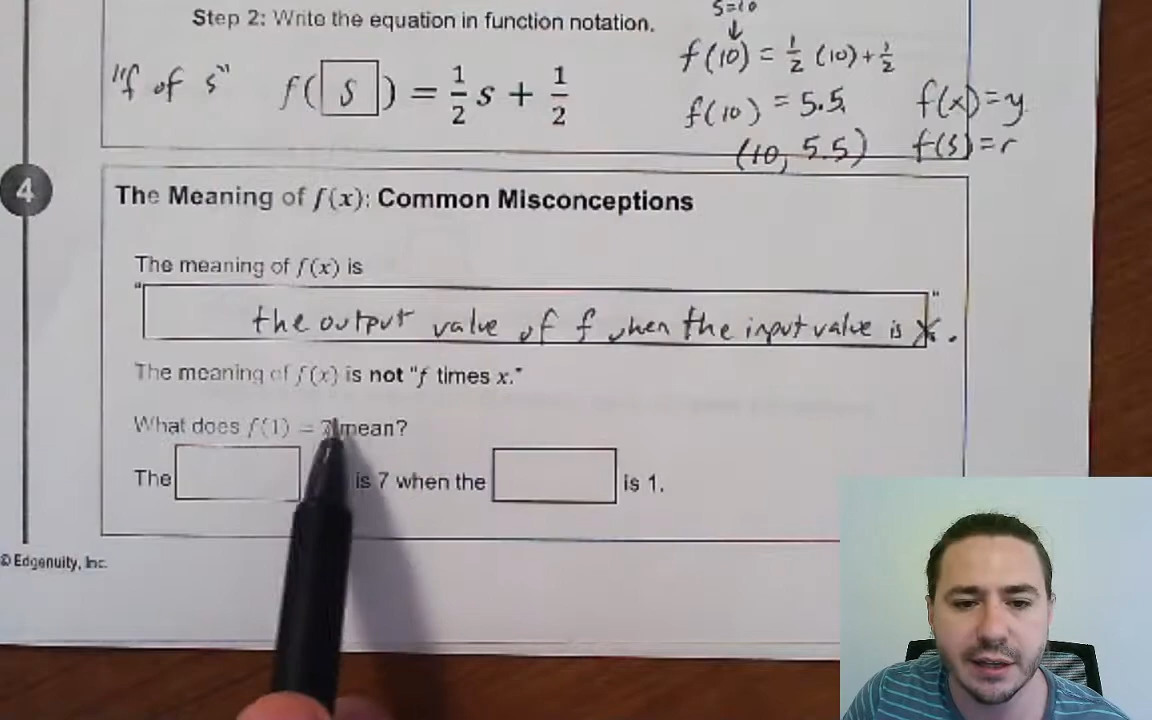 s=10
Step 2: Write the equation in function notation.
"f of s" f( s ) = 1/2 s + 1/2
f(10) = 1/2 (10) + 1/2
f(10) = 5.5
(10, 5.5)
f(x) = y
f(s) = r
4
The Meaning of f(x): Common Misconceptions
The meaning of f(x) is
"the output value of f when the input value is x."
The meaning of f(x) is not "f times x."
What does f(1) = 7 mean?
The is 7 when the is 1.
© Edgenuity, Inc.